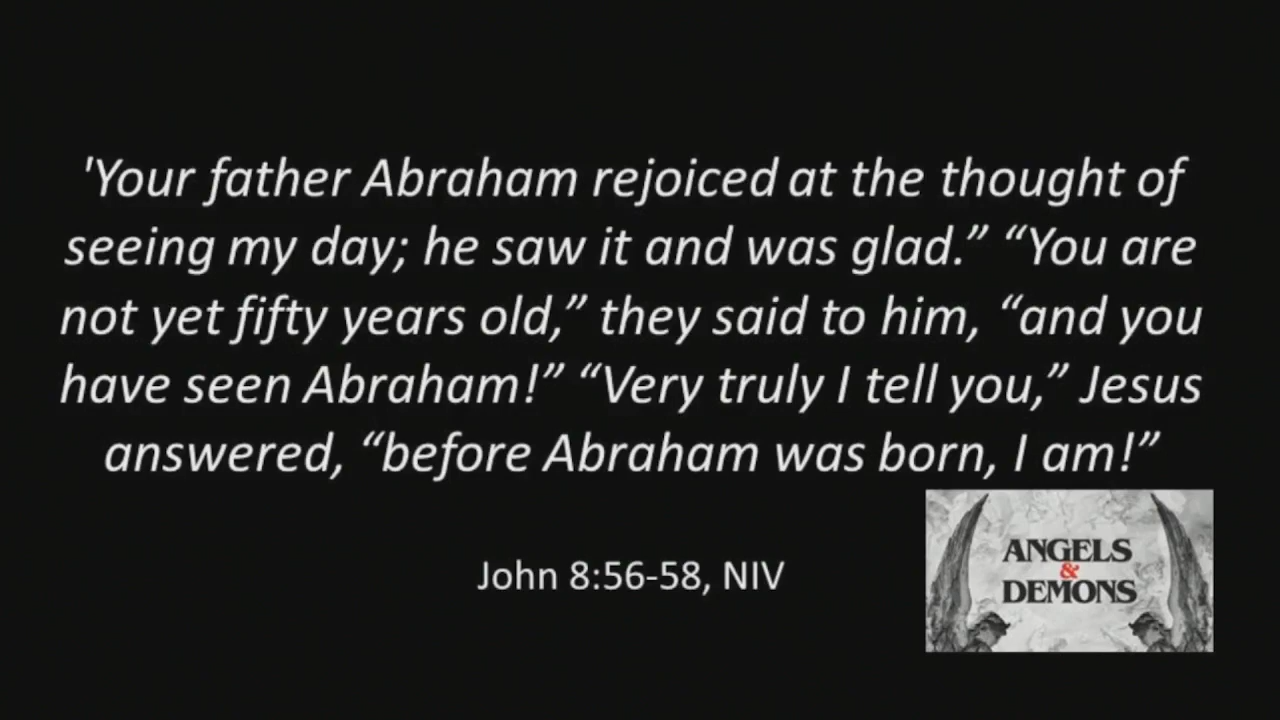 'Your father Abraham rejoiced at the thought of
seeing my day; he saw it and was glad.” “You are
not yet fifty years old,” they said to him, “and you
have seen Abraham!” “Very truly I tell you,” Jesus
answered, “before Abraham was born, I am!”
John 8:56-58, NIV
ANGELS
&
DEMONS